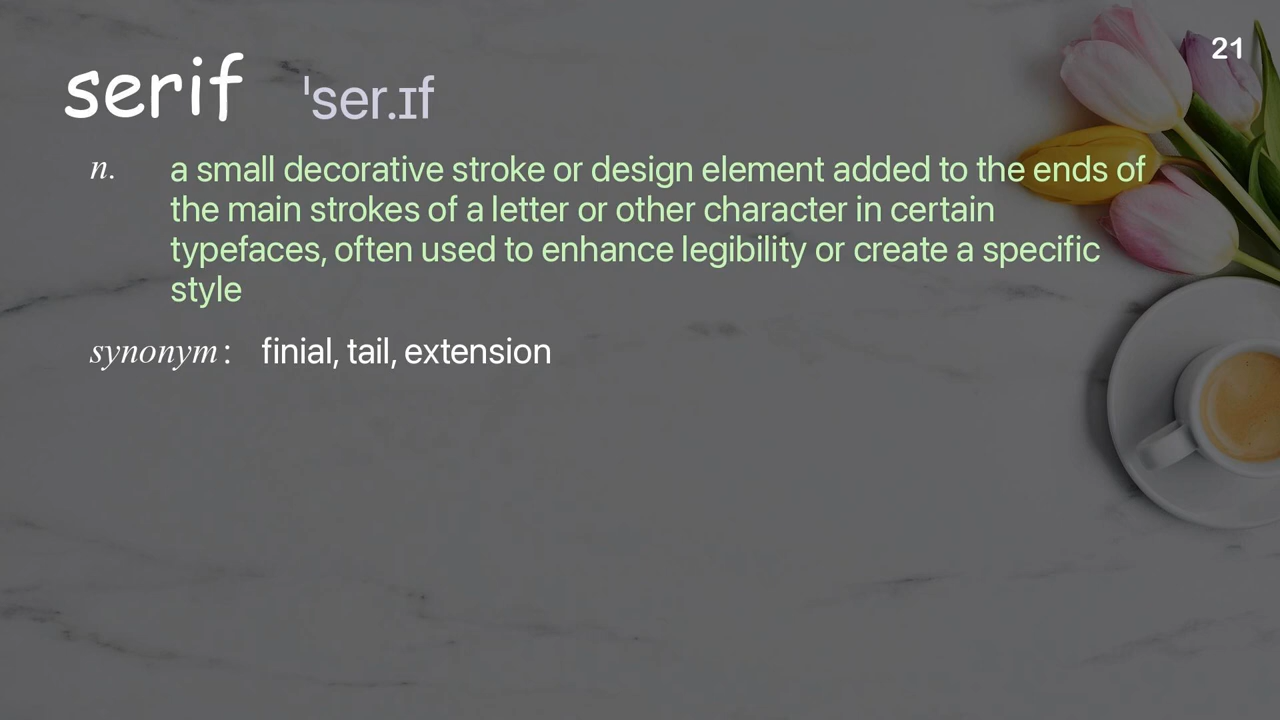 21
serif ˈser.ɪf
n. a small decorative stroke or design element added to the ends of
the main strokes of a letter or other character in certain
typefaces, often used to enhance legibility or create a specific
style
synonym: finial, tail, extension